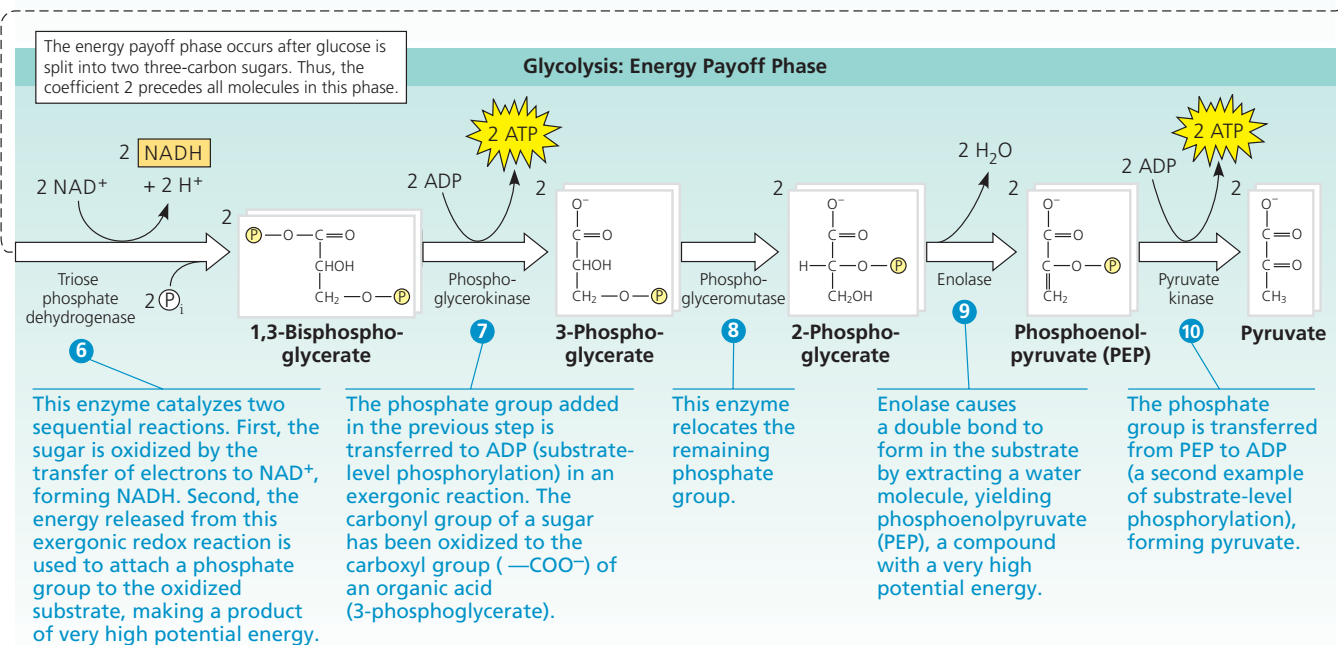 The energy payoff phase occurs after glucose is
split into two three-carbon sugars. Thus, the
coefficient 2 precedes all molecules in this phase.
Glycolysis: Energy Payoff Phase
2 NAD⁺
2 NADH
+ 2 H⁺
2 Ⓟi
Triose
phosphate
dehydrogenase
6
2
Ⓟ—O—C=O
CHOH
CH₂—O—Ⓟ
1,3-Bisphospho-
glycerate
2 ADP
2 ATP
Phospho-
glycerokinase
7
2
O⁻
C=O
CHOH
CH₂—O—Ⓟ
3-Phospho-
glycerate
Phospho-
glyceromutase
8
2
O⁻
C=O
H—C—O—Ⓟ
CH₂OH
2-Phospho-
glycerate
2 H₂O
Enolase
9
2
O⁻
C=O
C—O—Ⓟ
CH₂
Phosphoenol-
pyruvate (PEP)
2 ADP
2 ATP
Pyruvate
kinase
10
2
O⁻
C=O
C=O
CH₃
Pyruvate
This enzyme catalyzes two
sequential reactions. First, the
sugar is oxidized by the
transfer of electrons to NAD⁺,
forming NADH. Second, the
energy released from this
exergonic redox reaction is
used to attach a phosphate
group to the oxidized
substrate, making a product
of very high potential energy.
The phosphate group added
in the previous step is
transferred to ADP (substrate-
level phosphorylation) in an
exergonic reaction. The
carbonyl group of a sugar
has been oxidized to the
carboxyl group ( —COO⁻) of
an organic acid
(3-phosphoglycerate).
This enzyme
relocates the
remaining
phosphate
group.
Enolase causes
a double bond to
form in the substrate
by extracting a water
molecule, yielding
phosphoenolpyruvate
(PEP), a compound
with a very high
potential energy.
The phosphate
group is transferred
from PEP to ADP
(a second example
of substrate-level
phosphorylation),
forming pyruvate.